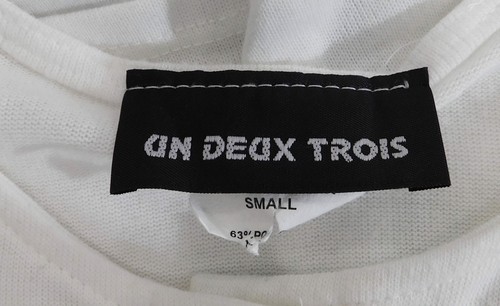 UN DEUX TROIS
SMALL
63%